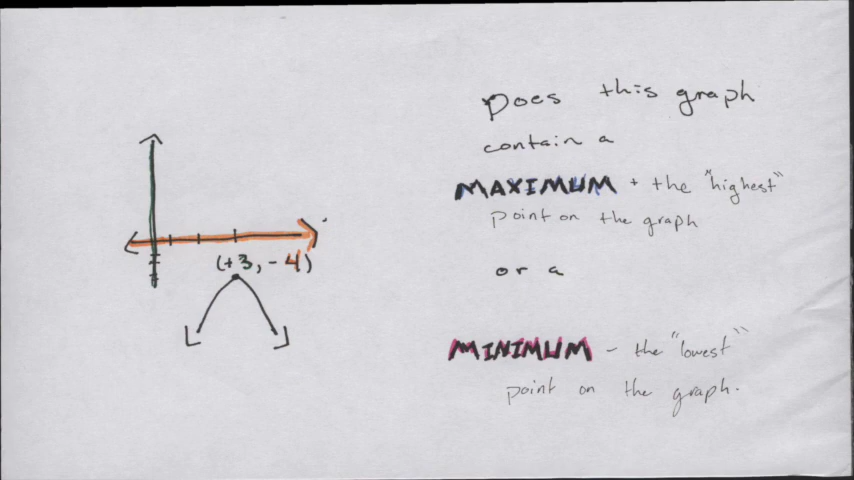 (+3, -4)
Does this graph
contain a
MAXIMUM + the "highest"
point on the graph
or a
MINIMUM - the "lowest"
point on the graph.